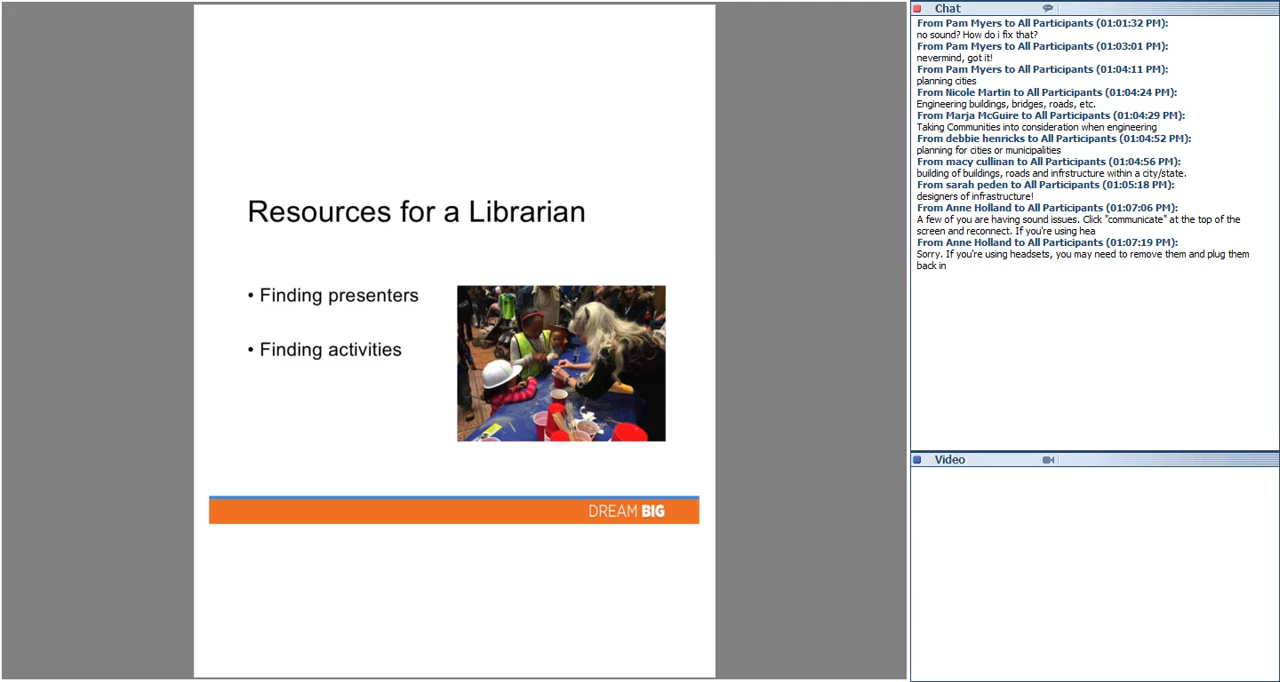 Resources for a Librarian
• Finding presenters
• Finding activities
DREAM BIG
Chat
From Pam Myers to All Participants (01:01:32 PM):
no sound? How do i fix that?
From Pam Myers to All Participants (01:03:01 PM):
nevermind, got it!
From Pam Myers to All Participants (01:04:11 PM):
planning cities
From Nicole Martin to All Participants (01:04:24 PM):
Engineering buildings, bridges, roads, etc.
From Marja McGuire to All Participants (01:04:29 PM):
Taking Communities into consideration when engineering
From debbie henricks to All Participants (01:04:52 PM):
planning for cities or municipalities
From macy cullinan to All Participants (01:04:56 PM):
building of buildings, roads and infrstructure within a city/state.
From sarah peden to All Participants (01:05:18 PM):
designers of infrastructure!
From Anne Holland to All Participants (01:07:06 PM):
A few of you are having sound issues. Click "communicate" at the top of the
screen and reconnect. If you're using hea
From Anne Holland to All Participants (01:07:19 PM):
Sorry. If you're using headsets, you may need to remove them and plug them
back in
Video